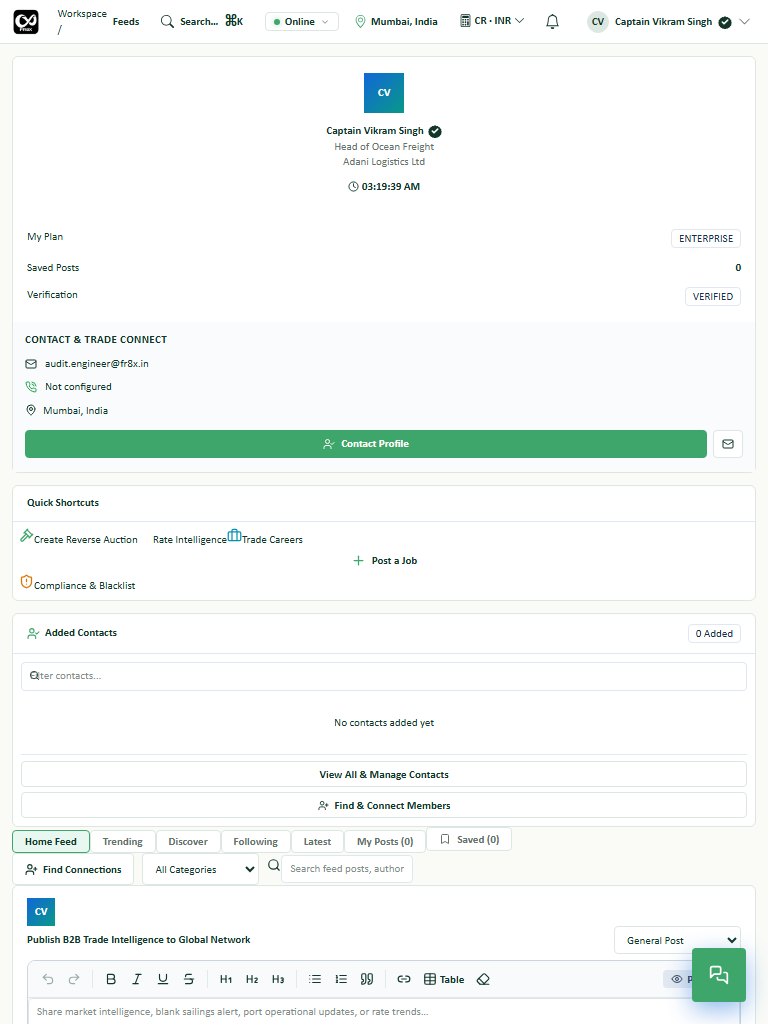 Fr8x
Workspace
/
Feeds
Search... ⌘K
Online
Mumbai, India
CR · INR
CV
Captain Vikram Singh
CV
Captain Vikram Singh
Head of Ocean Freight
Adani Logistics Ltd
03:19:39 AM
My Plan
ENTERPRISE
Saved Posts
0
Verification
VERIFIED
CONTACT & TRADE CONNECT
audit.engineer@fr8x.in
Not configured
Mumbai, India
Contact Profile
Quick Shortcuts
Create Reverse Auction
Rate Intelligence
Trade Careers
Post a Job
Compliance & Blacklist
Added Contacts
0 Added
Filter contacts...
No contacts added yet
View All & Manage Contacts
Find & Connect Members
Home Feed
Trending
Discover
Following
Latest
My Posts (0)
Saved (0)
Find Connections
All Categories
Search feed posts, author
CV
Publish B2B Trade Intelligence to Global Network
General Post
B I U S H1 H2 H3
Table
Share market intelligence, blank sailings alert, port operational updates, or rate trends...